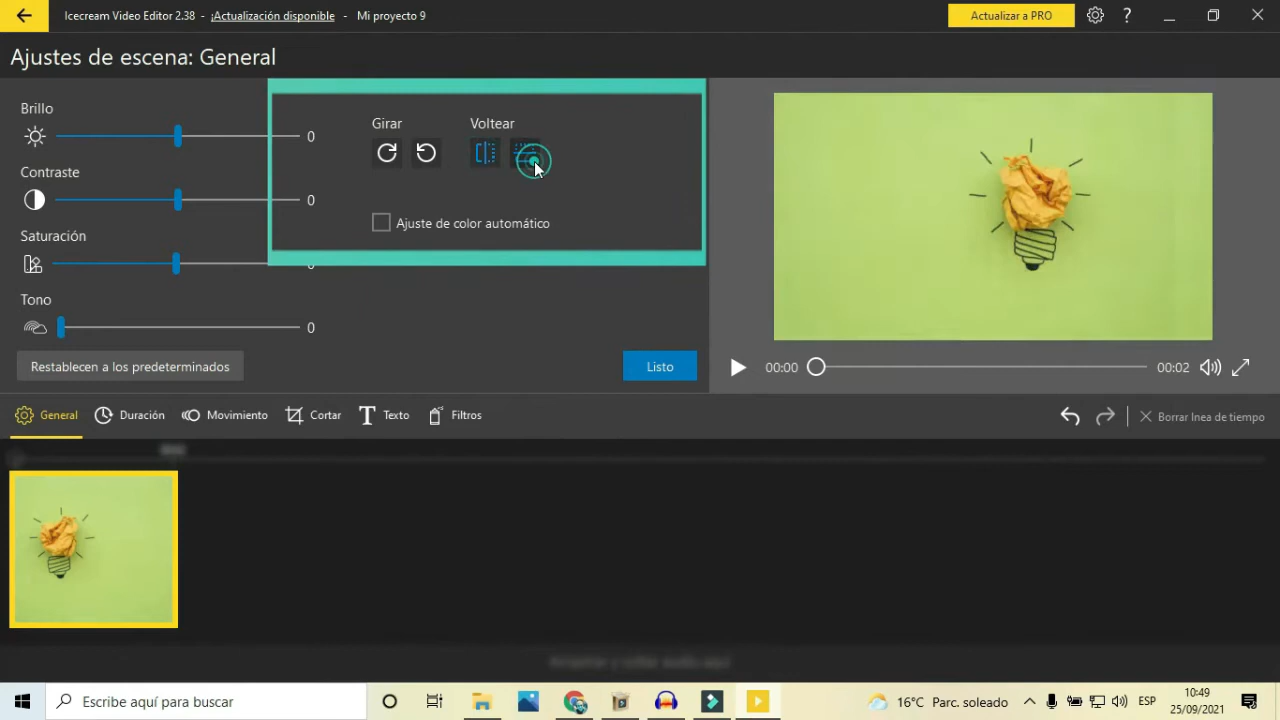 Icecream Video Editor 2.38 - ¡Actualización disponible - Mi proyecto 9
Actualizar a PRO
?
Ajustes de escena: General
Brillo
0
Contraste
0
Saturación
Tono
0
Girar
Voltear
Ajuste de color automático
Restablecen a los predeterminados
Listo
00:00
00:02
General
Duración
Movimiento
Cortar
T Texto
Filtros
Borrar linea de tiempo
Escribe aquí para buscar
16°C Parc. soleado
ESP
10:49
25/09/2021